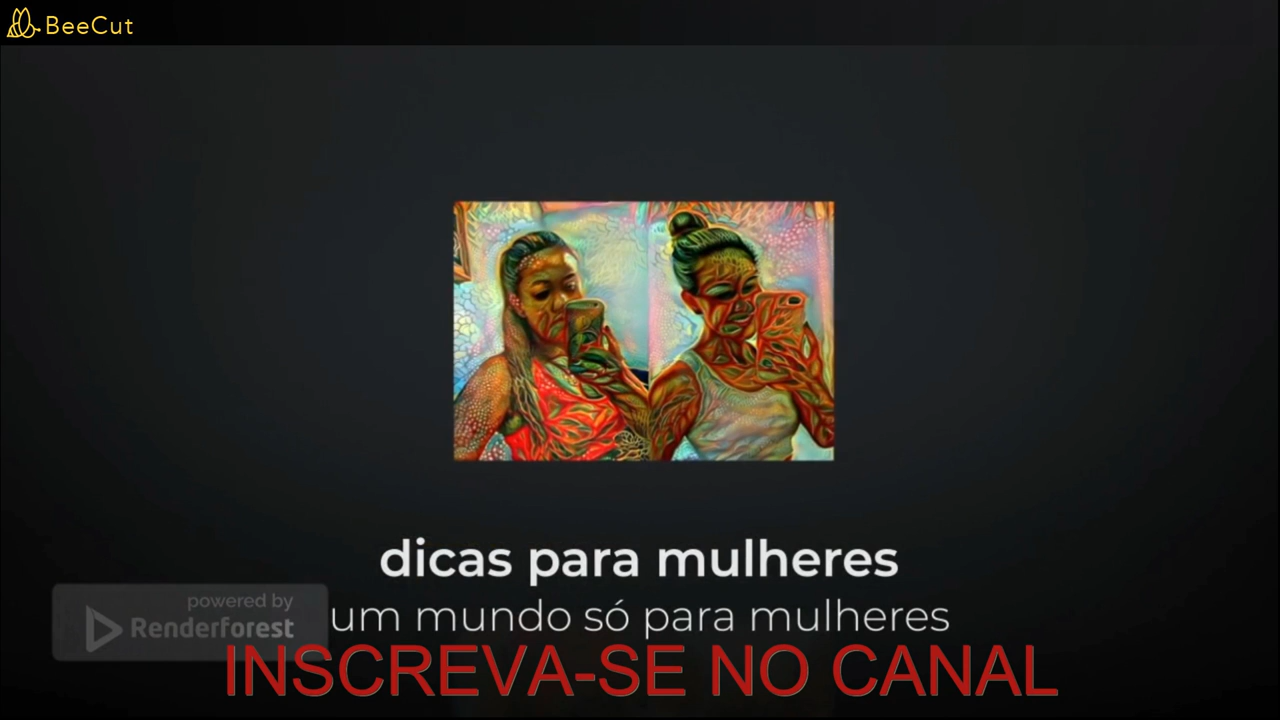 BeeCut
dicas para mulheres
um mundo só para mulheres
powered by
Renderforest
INSCREVA-SE NO CANAL